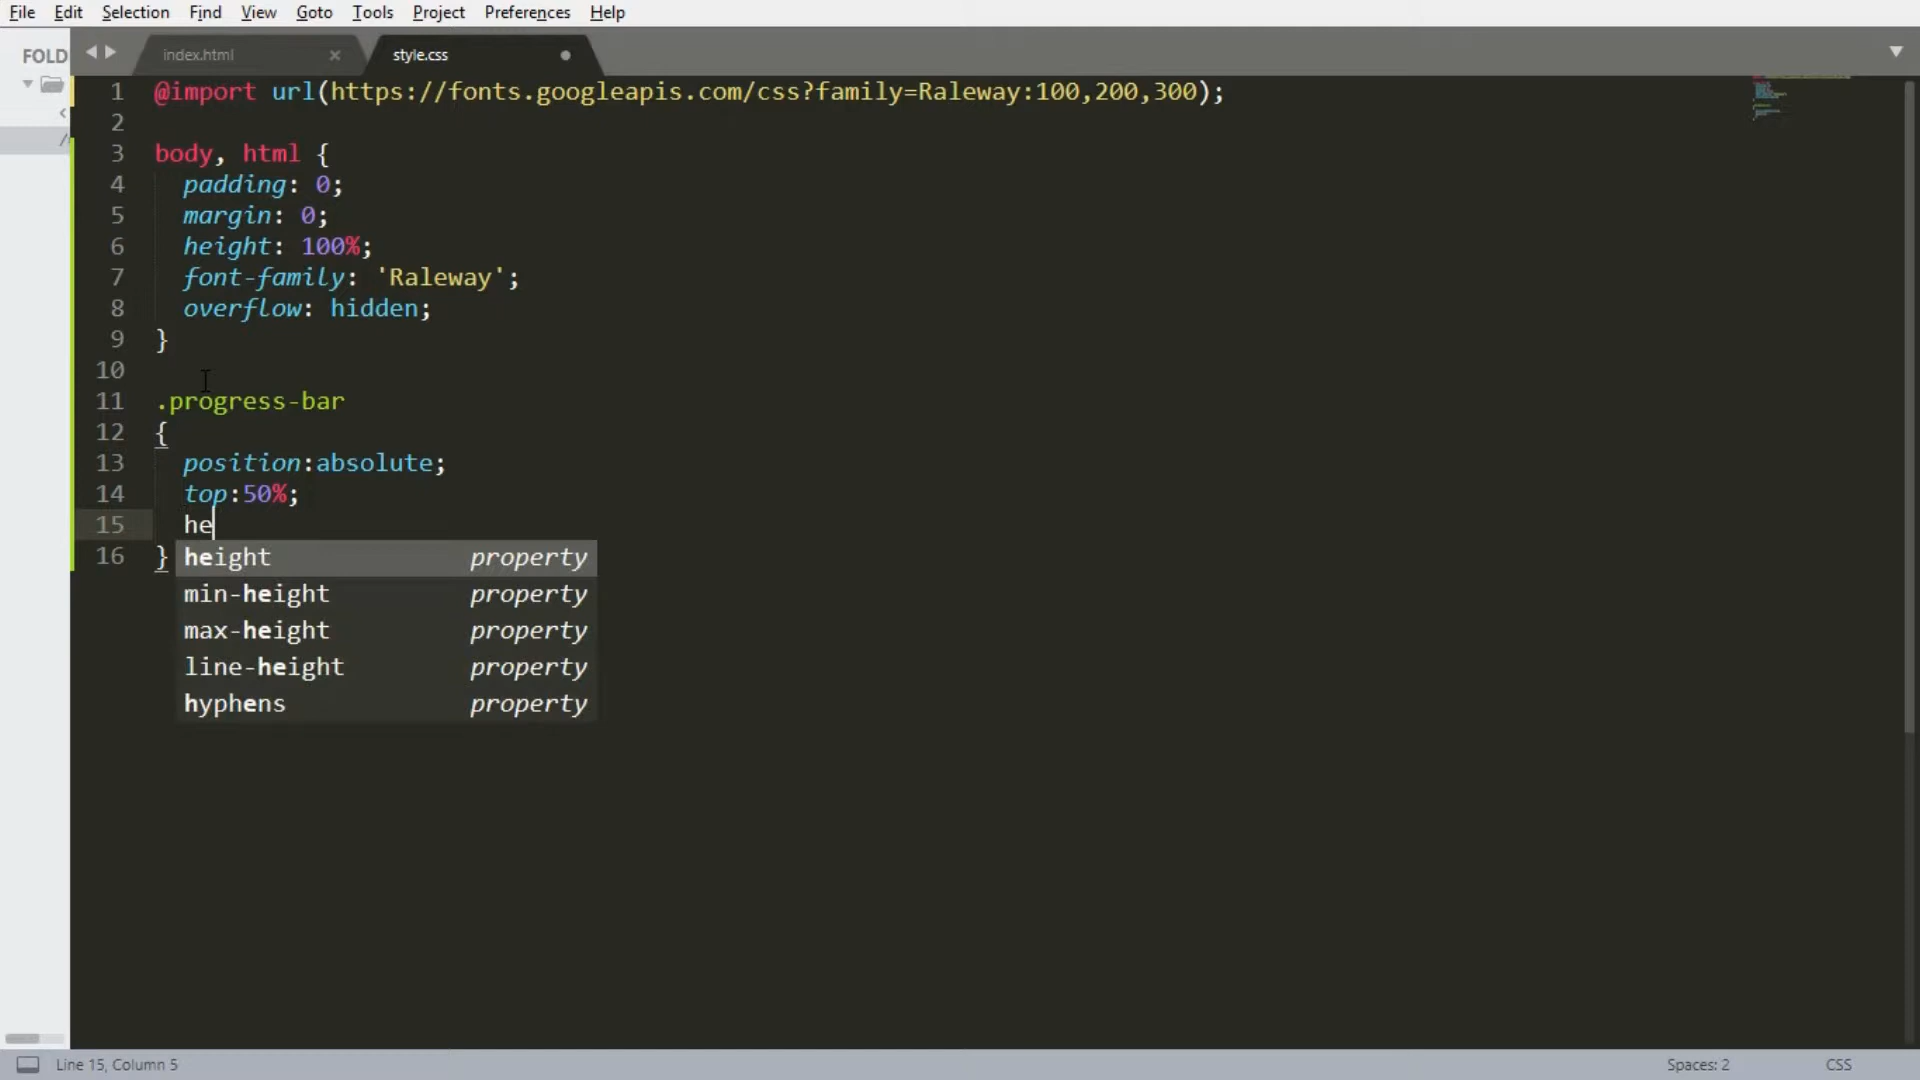 File Edit Selection Find View Goto Tools Project Preferences Help
FOLD
index.html
style.css
1 @import url(https://fonts.googleapis.com/css?family=Raleway:100,200,300);
2
3 body, html {
4 padding: 0;
5 margin: 0;
6 height: 100%;
7 font-family: 'Raleway';
8 overflow: hidden;
9 }
10
11 .progress-bar
12 {
13 position:absolute;
14 top:50%;
15 he
16 }
height property
min-height property
max-height property
line-height property
hyphens property
Line 15, Column 5
Spaces: 2
CSS